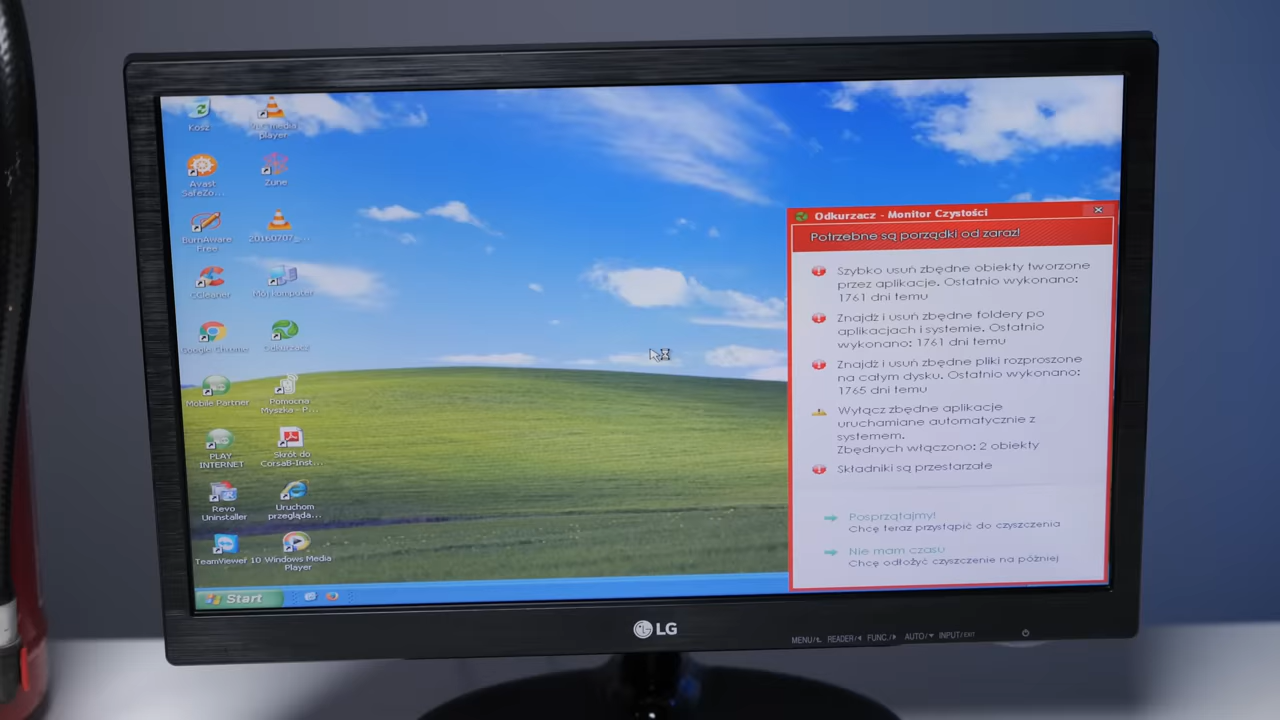 Kosz
VLC media
player
Avast
SafeZo...
Zune
BurnAware
Free
20160707_...
CCleaner
Mój komputer
Google Chrome
Odkurzacz
Mobile Partner
Pomocna
Myszka - P...
PLAY
INTERNET
Skrót do
CorsaB-Inst...
Revo
Uninstaller
Uruchom
przegląda...
TeamViewer 10
Windows Media
Player
Start
Odkurzacz - Monitor Czystości
Potrzebne są porządki od zaraz!
Szybko usuń zbędne obiekty tworzone
przez aplikacje. Ostatnio wykonano:
1761 dni temu
Znajdź i usuń zbędne foldery po
aplikacjach i systemie. Ostatnio
wykonano: 1761 dni temu
Znajdź i usuń zbędne pliki rozproszone
na całym dysku. Ostatnio wykonano:
1765 dni temu
Wyłącz zbędne aplikacje
uruchamiane automatycznie z
systemem.
Zbędnych włączono: 2 obiekty
Składniki są przestarzałe
Posprzątajmy!
Chcę teraz przystąpić do czyszczenia
Nie mam czasu
Chcę odłożyć czyszczenie na później
LG
MENU/ READER/ FUNC./ AUTO/ INPUT/EXIT